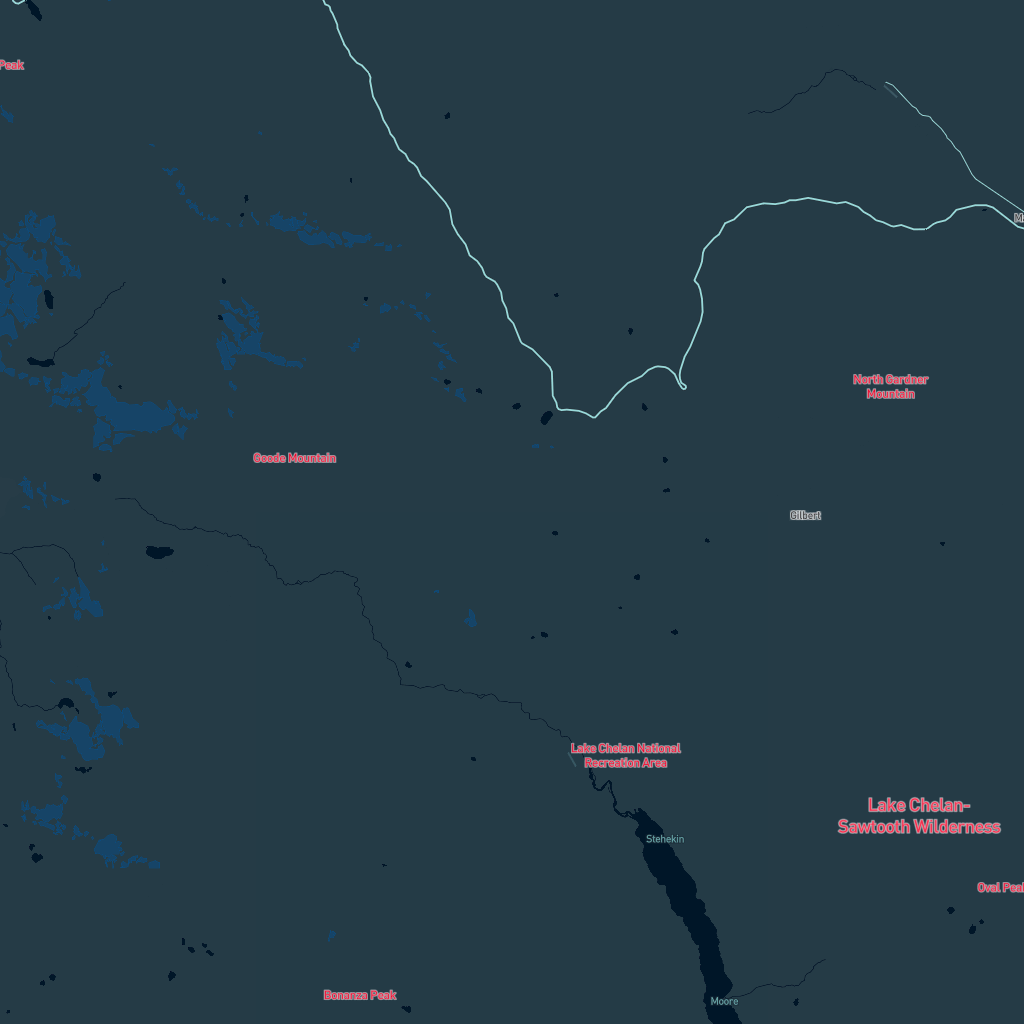 Peak
North Gardner
Mountain
Goode Mountain
Gilbert
Lake Chelan National
Recreation Area
Lake Chelan-
Sawtooth Wilderness
Stehekin
Oval Peak
Bonanza Peak
Moore